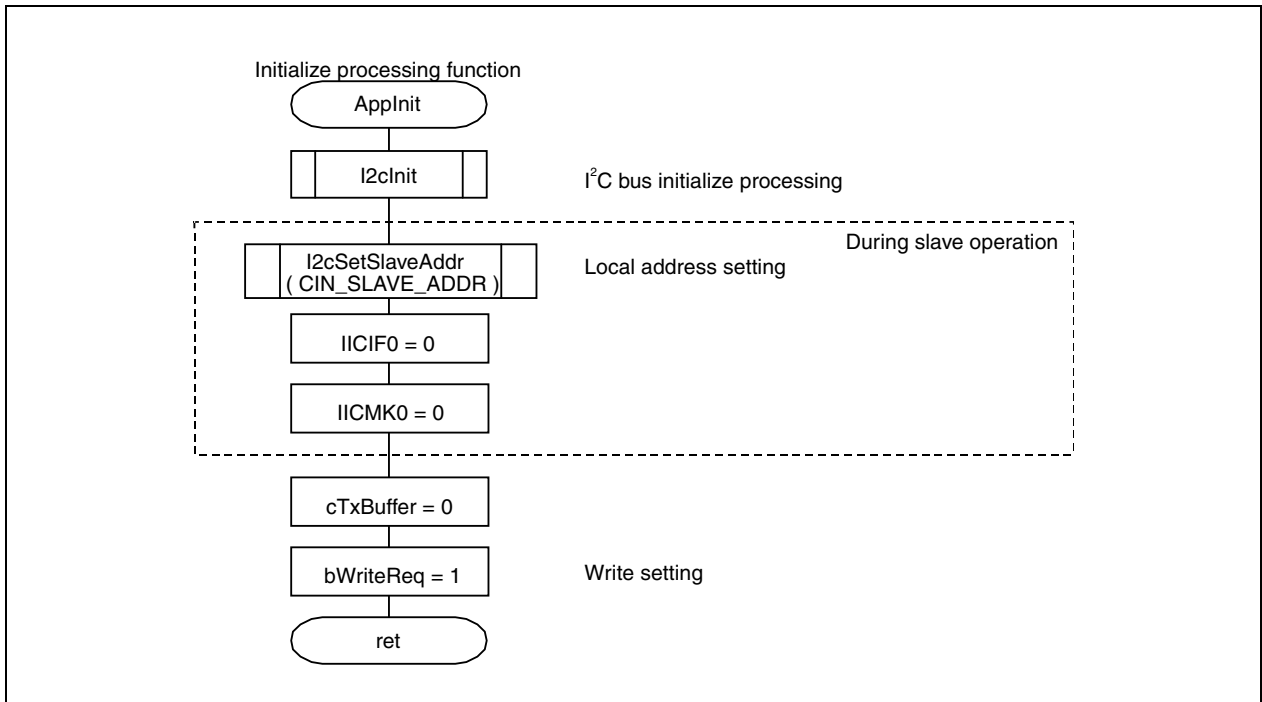 Initialize processing function
AppInit
I2cInit
I²C bus initialize processing
During slave operation
I2cSetSlaveAddr
( CIN_SLAVE_ADDR )
Local address setting
IICIF0 = 0
IICMK0 = 0
cTxBuffer = 0
bWriteReq = 1
Write setting
ret